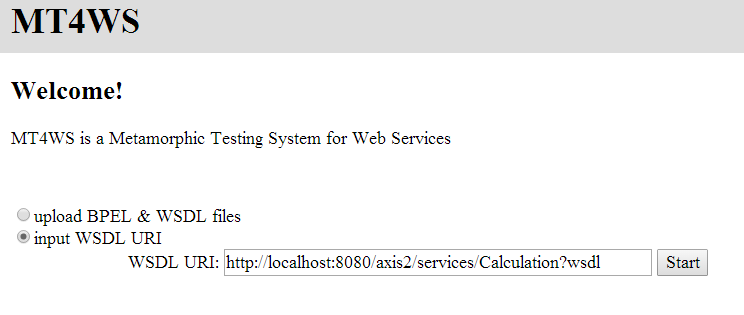 MT4WS
Welcome!
MT4WS is a Metamorphic Testing System for Web Services
upload BPEL & WSDL files
input WSDL URI
WSDL URI: http://localhost:8080/axis2/services/Calculation?wsdl Start